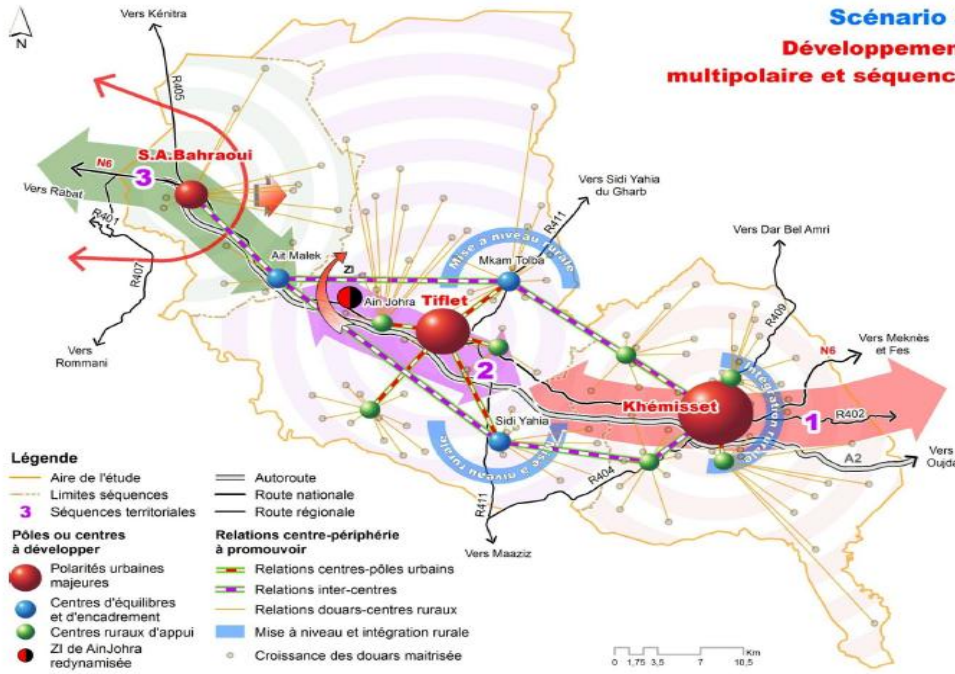 Scénario
Développemen
multipolaire et séquenc
N
Vers Kénitra
R405
S.A.Bahraoui
N6
3
Vers Rabat
R401
R407
Vers
Rommani
Ait Malek
ZI
Ain Johra
Tiflet
2
Mise à niveau rurale
Mkam Tolba
Vers Sidi Yahia
du Gharb
R411
Vers Dar Bel Amri
R409
Vers Meknès
et Fes
N6
Khémisset
intégration rurale
1
R402
A2
Vers
Oujda
Sidi Yahia
Mise à niveau rurale
R404
R411
Vers Maaziz
Légende
Aire de l'étude
Limites séquences
3 Séquences territoriales
Autoroute
Route nationale
Route régionale
Pôles ou centres
à développer
Polarités urbaines
majeures
Centres d'équilibres
et d'encadrement
Centres ruraux d'appui
ZI de AinJohra
redynamisée
Relations centre-périphérie
à promouvoir
Relations centres-pôles urbains
Relations inter-centres
Relations douars-centres ruraux
Mise à niveau et intégration rurale
Croissance des douars maitrisée
Km
0 1,75 3,5 7 10,5